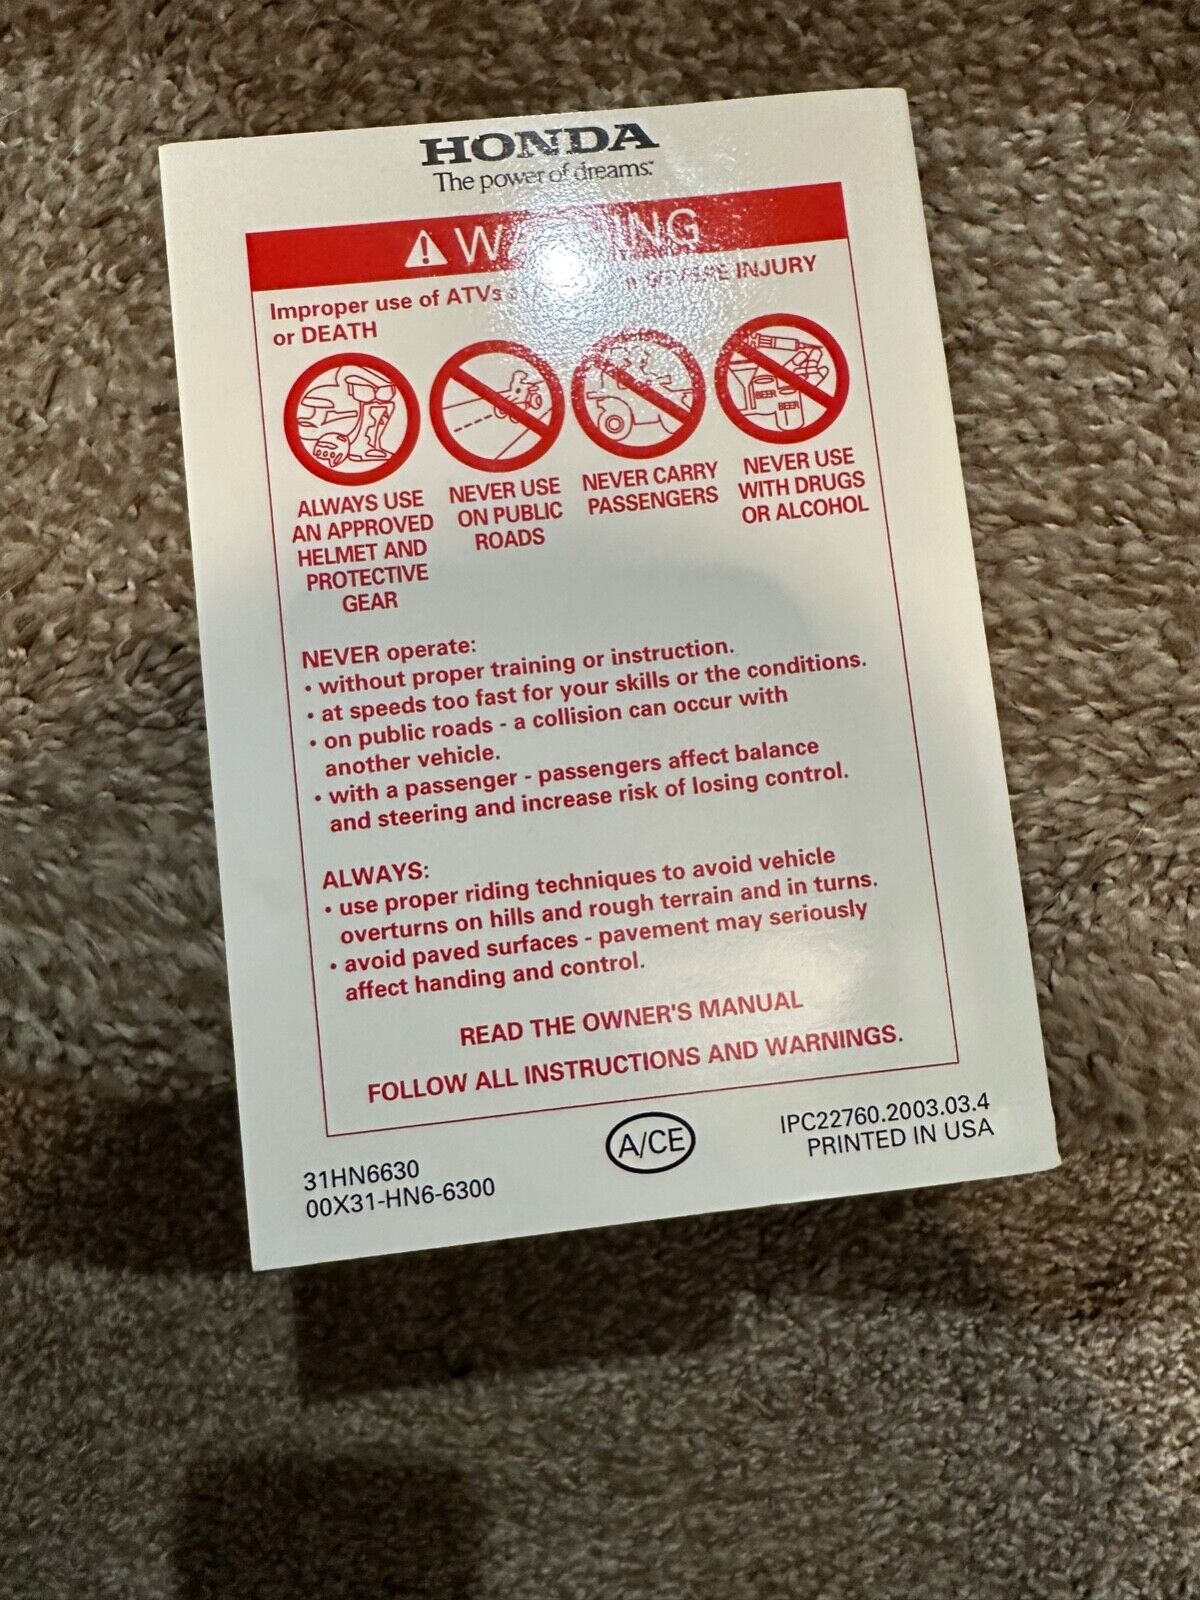 HONDA
The power of dreams.
WARNING
Improper use of ATVs INJURY
or DEATH
BEER
BEER
ALWAYS USE
AN APPROVED
HELMET AND
PROTECTIVE
GEAR
NEVER USE
ON PUBLIC
ROADS
NEVER CARRY
PASSENGERS
NEVER USE
WITH DRUGS
OR ALCOHOL
NEVER operate:
• without proper training or instruction.
• at speeds too fast for your skills or the conditions.
• on public roads - a collision can occur with
another vehicle.
• with a passenger - passengers affect balance
and steering and increase risk of losing control.
ALWAYS:
• use proper riding techniques to avoid vehicle
overturns on hills and rough terrain and in turns.
• avoid paved surfaces - pavement may seriously
affect handing and control.
READ THE OWNER'S MANUAL
FOLLOW ALL INSTRUCTIONS AND WARNINGS.
31HN6630
00X31-HN6-6300
A/CE
IPC22760.2003.03.4
PRINTED IN USA